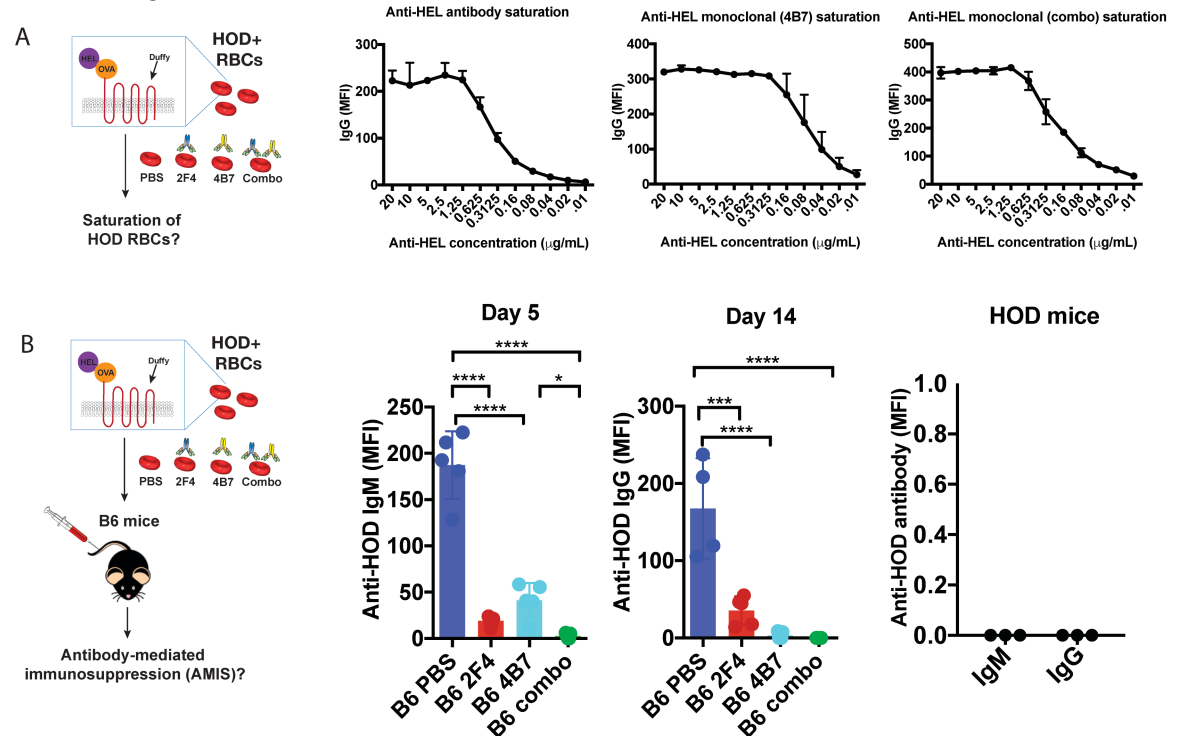 A
HOD+
RBCs
HEL
OVA
Duffy
PBS
2F4
4B7
Combo
Saturation of
HOD RBCs?
Anti-HEL antibody saturation
IgG (MFI)
300
200
100
0
20
10
5
2.5
1.25
0.625
0.3125
0.16
0.08
0.04
0.02
.01
Anti-HEL concentration (μg/mL)
Anti-HEL monoclonal (4B7) saturation
IgG (MFI)
400
300
200
100
0
20
10
5
2.5
1.25
0.625
0.3125
0.16
0.08
0.04
0.02
.01
Anti-HEL concentration (μg/mL)
Anti-HEL monoclonal (combo) saturation
IgG (MFI)
500
400
300
200
100
0
20
10
5
2.5
1.25
0.625
0.3125
0.16
0.08
0.04
0.02
.01
Anti-HEL concentration (μg/mL)
B
HOD+
RBCs
HEL
OVA
Duffy
PBS
2F4
4B7
Combo
B6 mice
Antibody-mediated
immunosuppression (AMIS)?
Day 5
****
****
*
****
Anti-HOD IgM (MFI)
250
200
150
100
50
0
B6 PBS
B6 2F4
B6 4B7
B6 combo
Day 14
****
***
****
Anti-HOD IgG (MFI)
300
200
100
0
B6 PBS
B6 2F4
B6 4B7
B6 combo
HOD mice
Anti-HOD antibody (MFI)
1.0
0.8
0.6
0.4
0.2
0.0
IgM
IgG